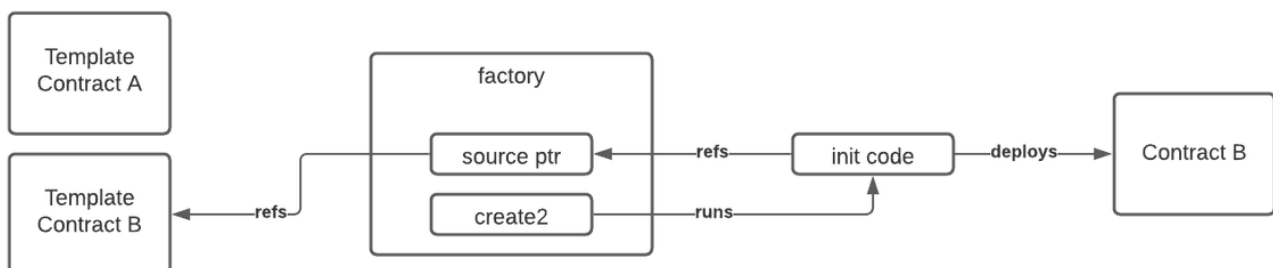 Template
Contract A
factory
source ptr
refs
init code
deploys
Contract B
Template
Contract B
refs
create2
runs